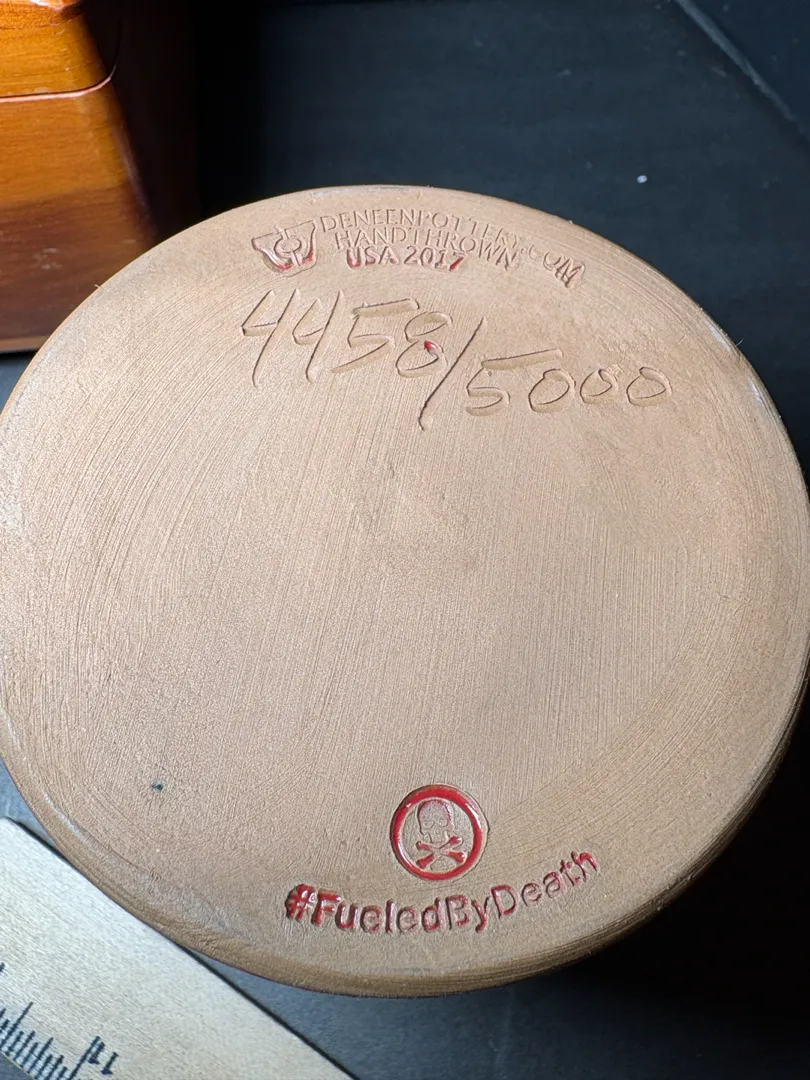 DENEENPOTTERY.COM
HANDTHROWN
USA 2017
4458/5000
#FueledByDeath